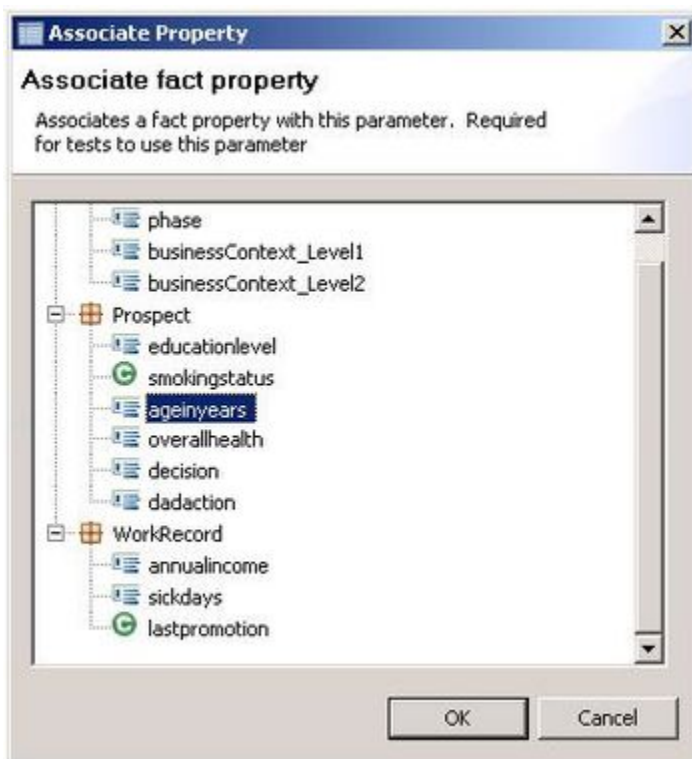 Associate Property
Associate fact property
Associates a fact property with this parameter. Required
for tests to use this parameter
phase
businessContext_Level1
businessContext_Level2
Prospect
educationlevel
smokingstatus
ageinyears
overallhealth
decision
dadaction
WorkRecord
annualincome
sickdays
lastpromotion
OK
Cancel